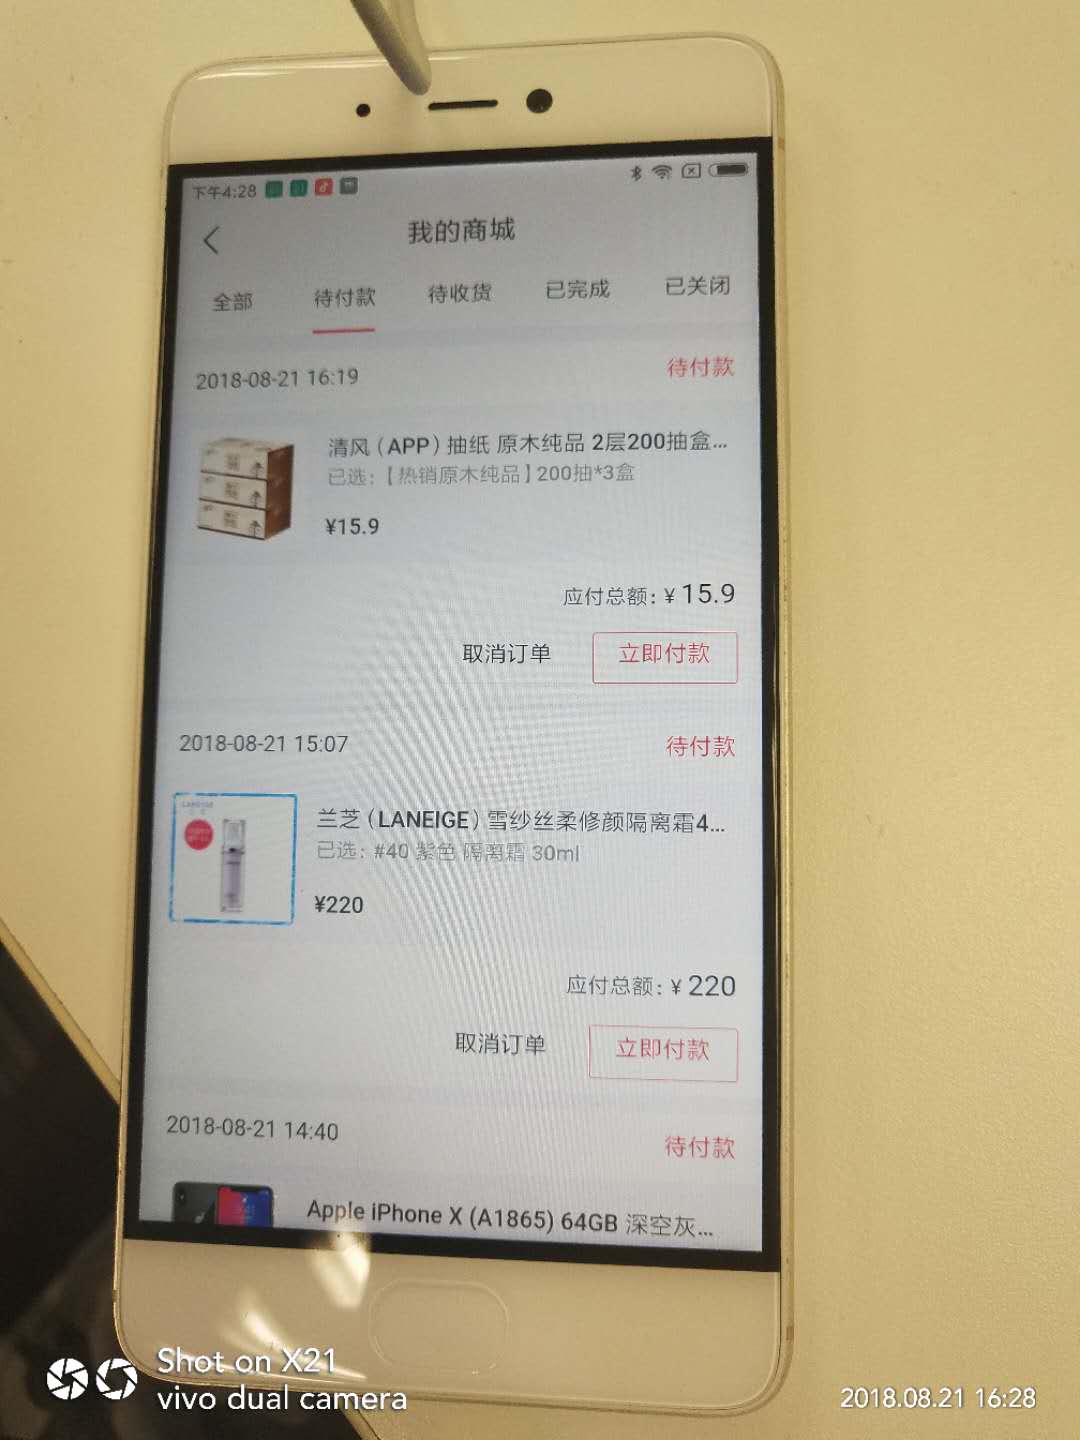 下午4:28
我的商城
全部 待付款 待收货 已完成 已关闭
2018-08-21 16:19 待付款
清风（APP）抽纸 原木纯品 2层200抽盒...
已选：【热销原木纯品】200抽*3盒
¥15.9
应付总额：¥ 15.9
取消订单 立即付款
2018-08-21 15:07 待付款
LANEIGE
兰芝（LANEIGE）雪纱丝柔修颜隔离霜4...
已选：#40 紫色 隔离霜 30ml
¥220
应付总额：¥ 220
取消订单 立即付款
2018-08-21 14:40 待付款
Apple iPhone X (A1865) 64GB 深空灰...
Shot on X21
vivo dual camera
2018.08.21 16:28